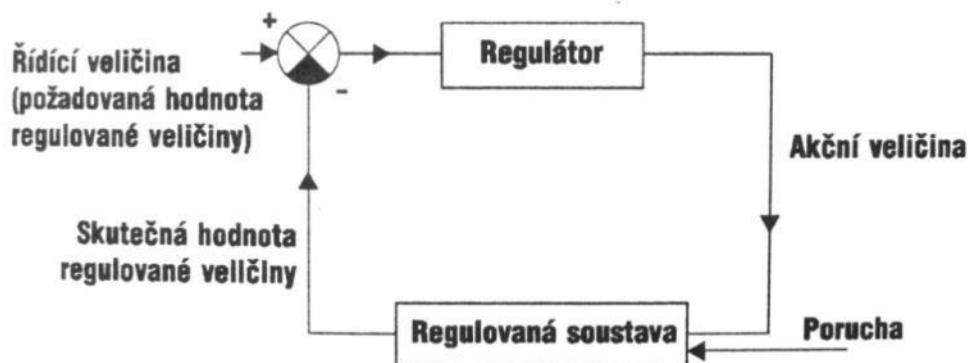 +
Regulátor
Řídící veličina
(požadovaná hodnota
regulované veličiny)
-
Akční veličina
Skutečná hodnota
regulované veličiny
Regulovaná soustava
Porucha